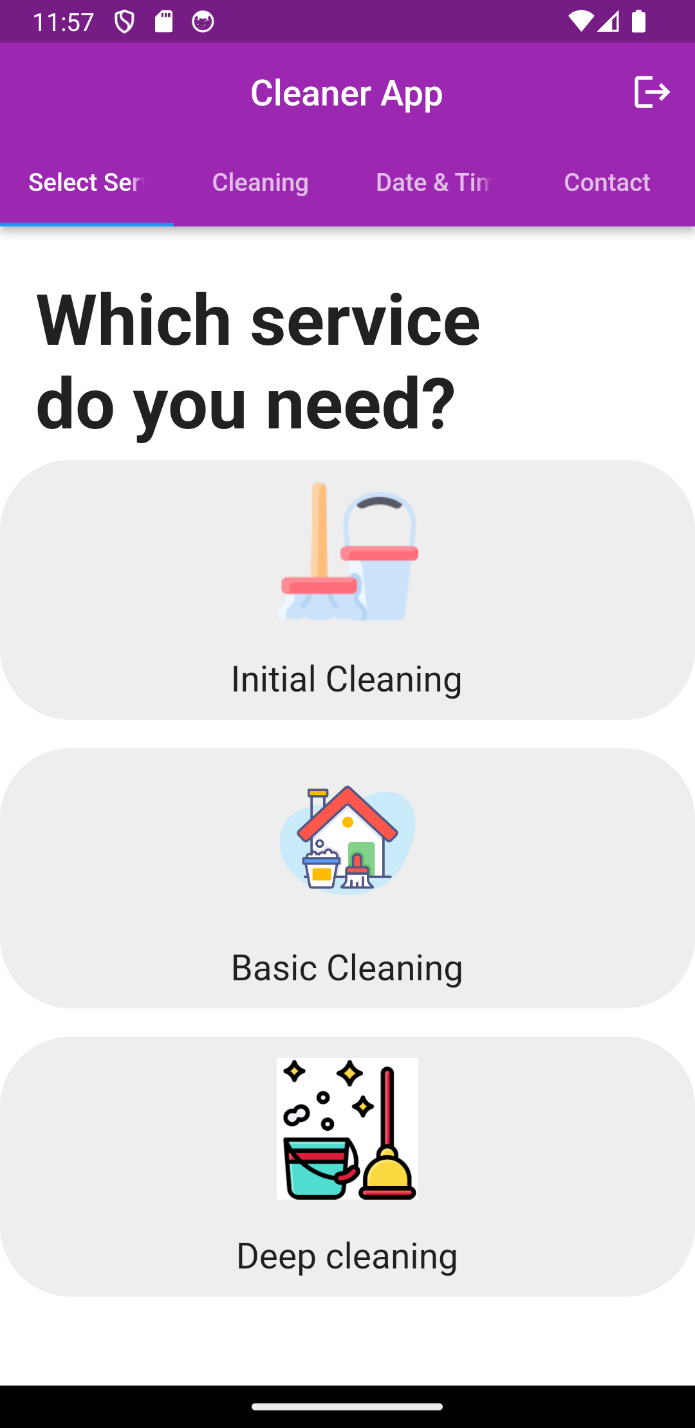 11:57
Cleaner App
Select Ser
Cleaning
Date & Tim
Contact
Which service
do you need?
Initial Cleaning
Basic Cleaning
Deep cleaning